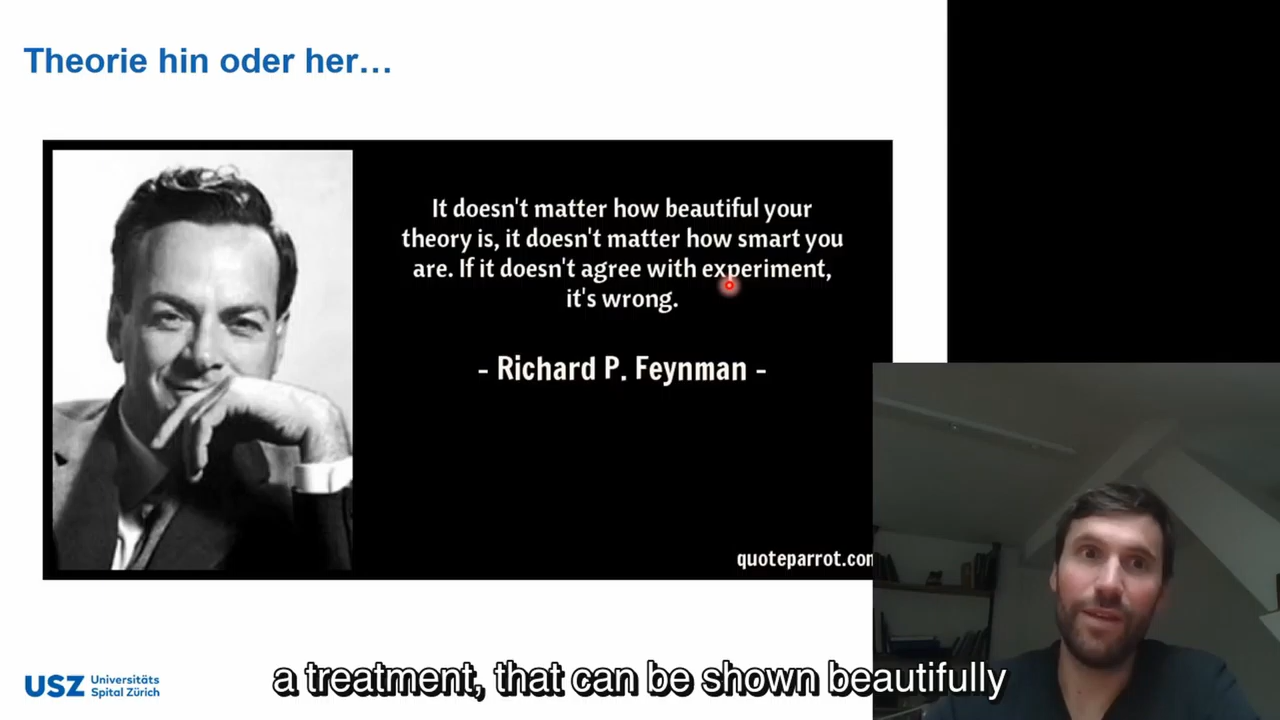 Theorie hin oder her…
It doesn't matter how beautiful your
theory is, it doesn't matter how smart you
are. If it doesn't agree with experiment,
it's wrong.
- Richard P. Feynman -
quoteparrot.com
USZ Universitäts
Spital Zürich
a treatment, that can be shown beautifully